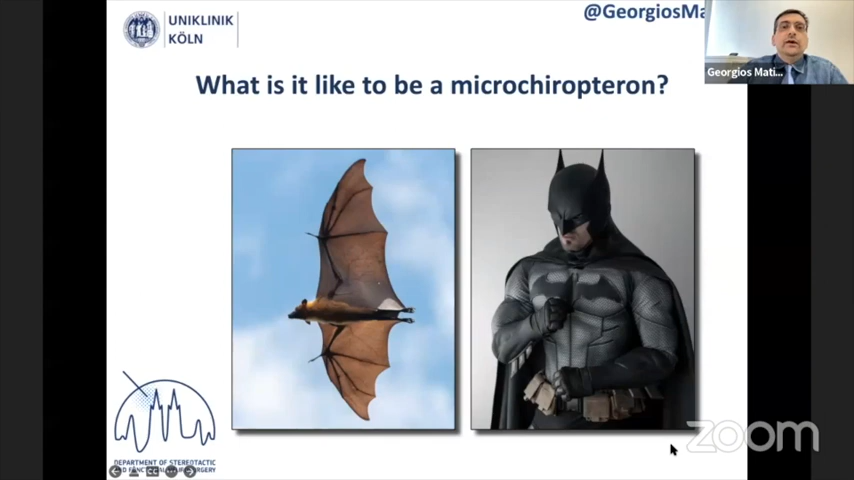 UNIKLINIK
KÖLN
@GeorgiosMa
Georgios Mati...
What is it like to be a microchiropteron?
DEPARTMENT OF STEREOTACTIC
zoom